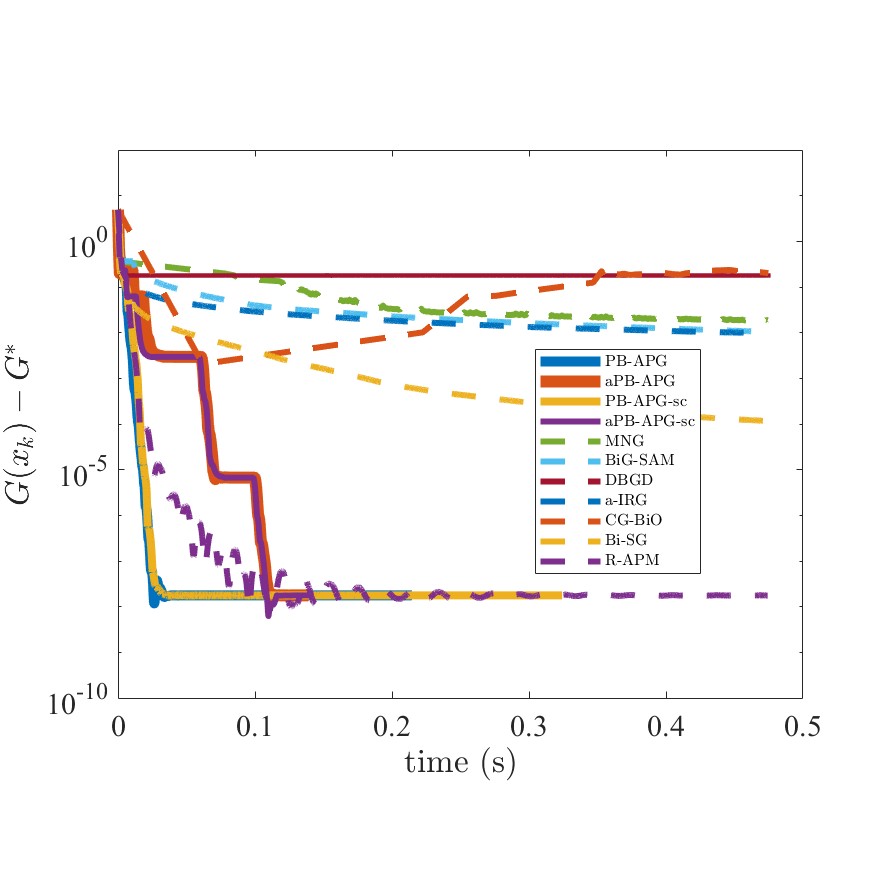 10^0
10^-5
10^-10
G(x_k) − G*
0 0.1 0.2 0.3 0.4 0.5
time (s)
PB-APG
aPB-APG
PB-APG-sc
aPB-APG-sc
MNG
BiG-SAM
DBGD
a-IRG
CG-BiO
Bi-SG
R-APM